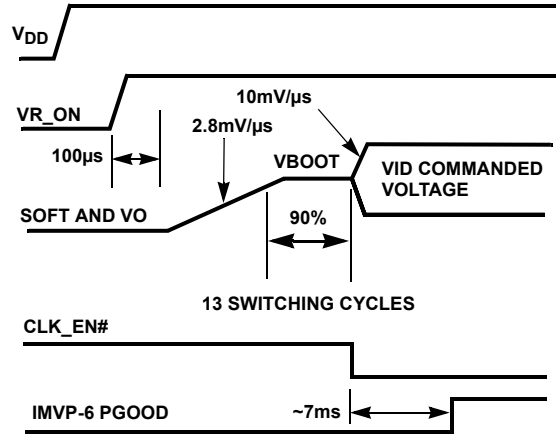 VDD
VR_ON
10mV/µs
2.8mV/µs
100µs
VBOOT
VID COMMANDED
VOLTAGE
SOFT AND VO
90%
13 SWITCHING CYCLES
CLK_EN#
IMVP-6 PGOOD
~7ms